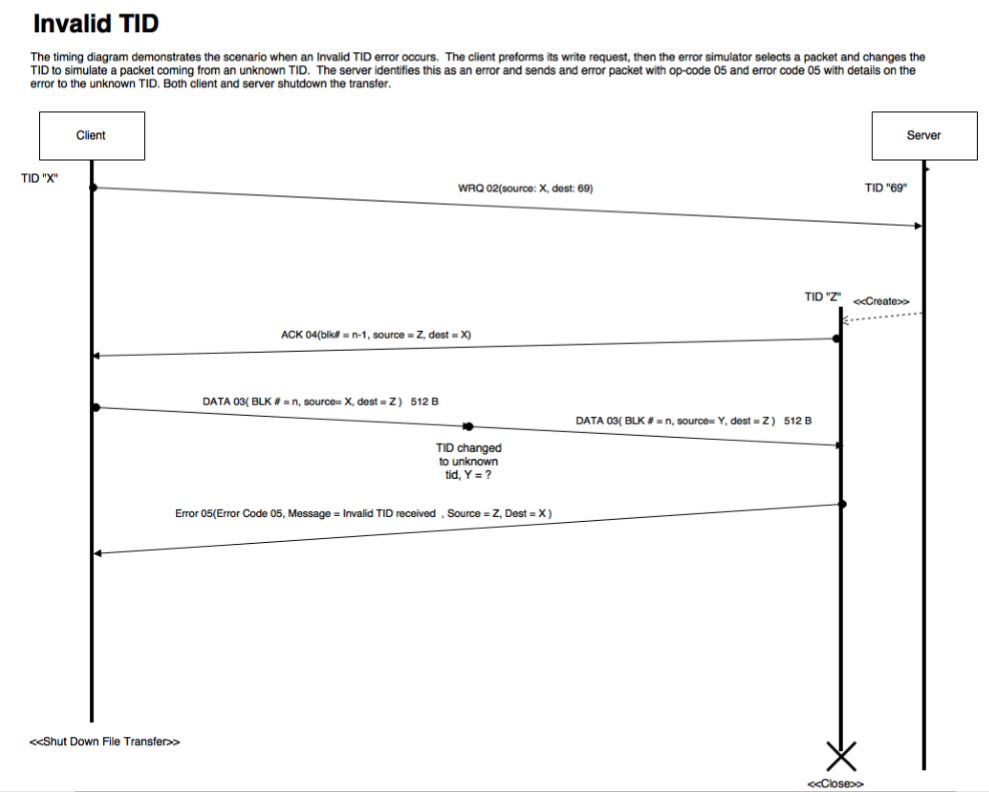 Invalid TID
The timing diagram demonstrates the scenario when an Invalid TID error occurs.  The client preforms its write request, then the error simulator selects a packet and changes the
TID to simulate a packet coming from an unknown TID.  The server identifies this as an error and sends and error packet with op-code 05 and error code 05 with details on the
error to the unknown TID. Both client and server shutdown the transfer.
Client
Server
TID "X"
WRQ 02(source: X, dest: 69)
TID "69"
TID "Z"
<<Create>>
ACK 04(blk# = n-1, source = Z, dest = X)
DATA 03( BLK # = n, source= X, dest = Z )   512 B
DATA 03( BLK # = n, source= Y, dest = Z )   512 B
TID changed
to unknown
tid, Y = ?
Error 05(Error Code 05, Message = Invalid TID received  , Source = Z, Dest = X )
<<Shut Down File Transfer>>
<<Close>>